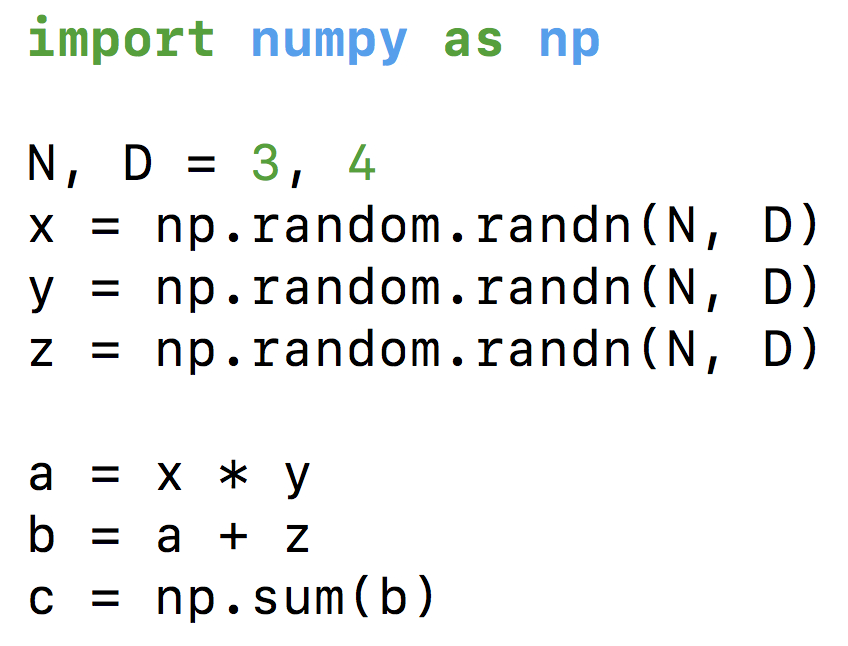 import numpy as np
N, D = 3, 4
x = np.random.randn(N, D)
y = np.random.randn(N, D)
z = np.random.randn(N, D)
a = x * y
b = a + z
c = np.sum(b)